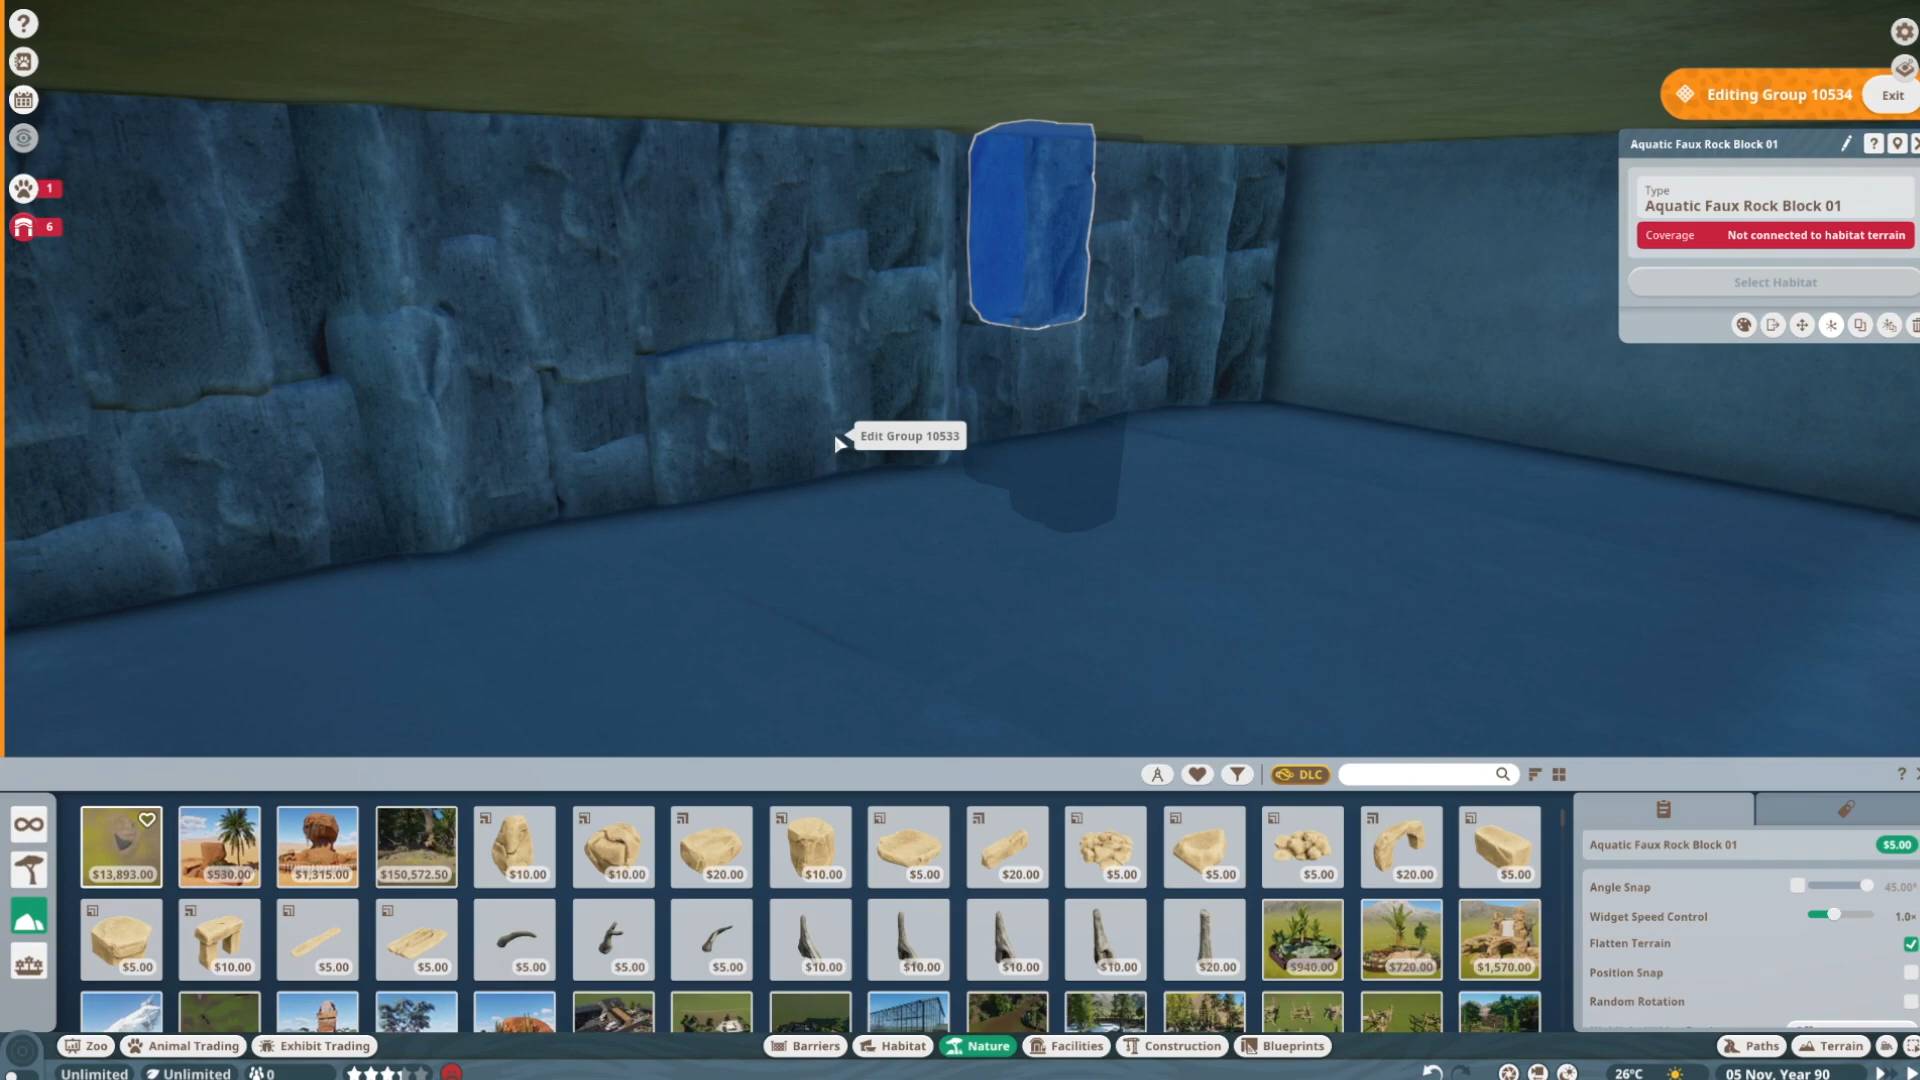 ?
1
6
Editing Group 10534
Exit
Aquatic Faux Rock Block 01
?
Type
Aquatic Faux Rock Block 01
Coverage Not connected to habitat terrain
Select Habitat
Edit Group 10533
DLC
?
$13,893.00 $530.00 $1,315.00 $150,572.50 $10.00 $10.00 $20.00 $10.00 $5.00 $20.00 $5.00 $5.00 $5.00 $20.00 $5.00
$5.00 $10.00 $5.00 $5.00 $5.00 $5.00 $5.00 $10.00 $10.00 $10.00 $10.00 $20.00 $940.00 $720.00 $1,570.00
Aquatic Faux Rock Block 01 $5.00
Angle Snap 45.00°
Widget Speed Control 1.0×
Flatten Terrain
Position Snap
Random Rotation
Zoo Animal Trading Exhibit Trading Barriers Habitat Nature Facilities Construction Blueprints Paths Terrain
Unlimited Unlimited 0 26°C 05 Nov, Year 90